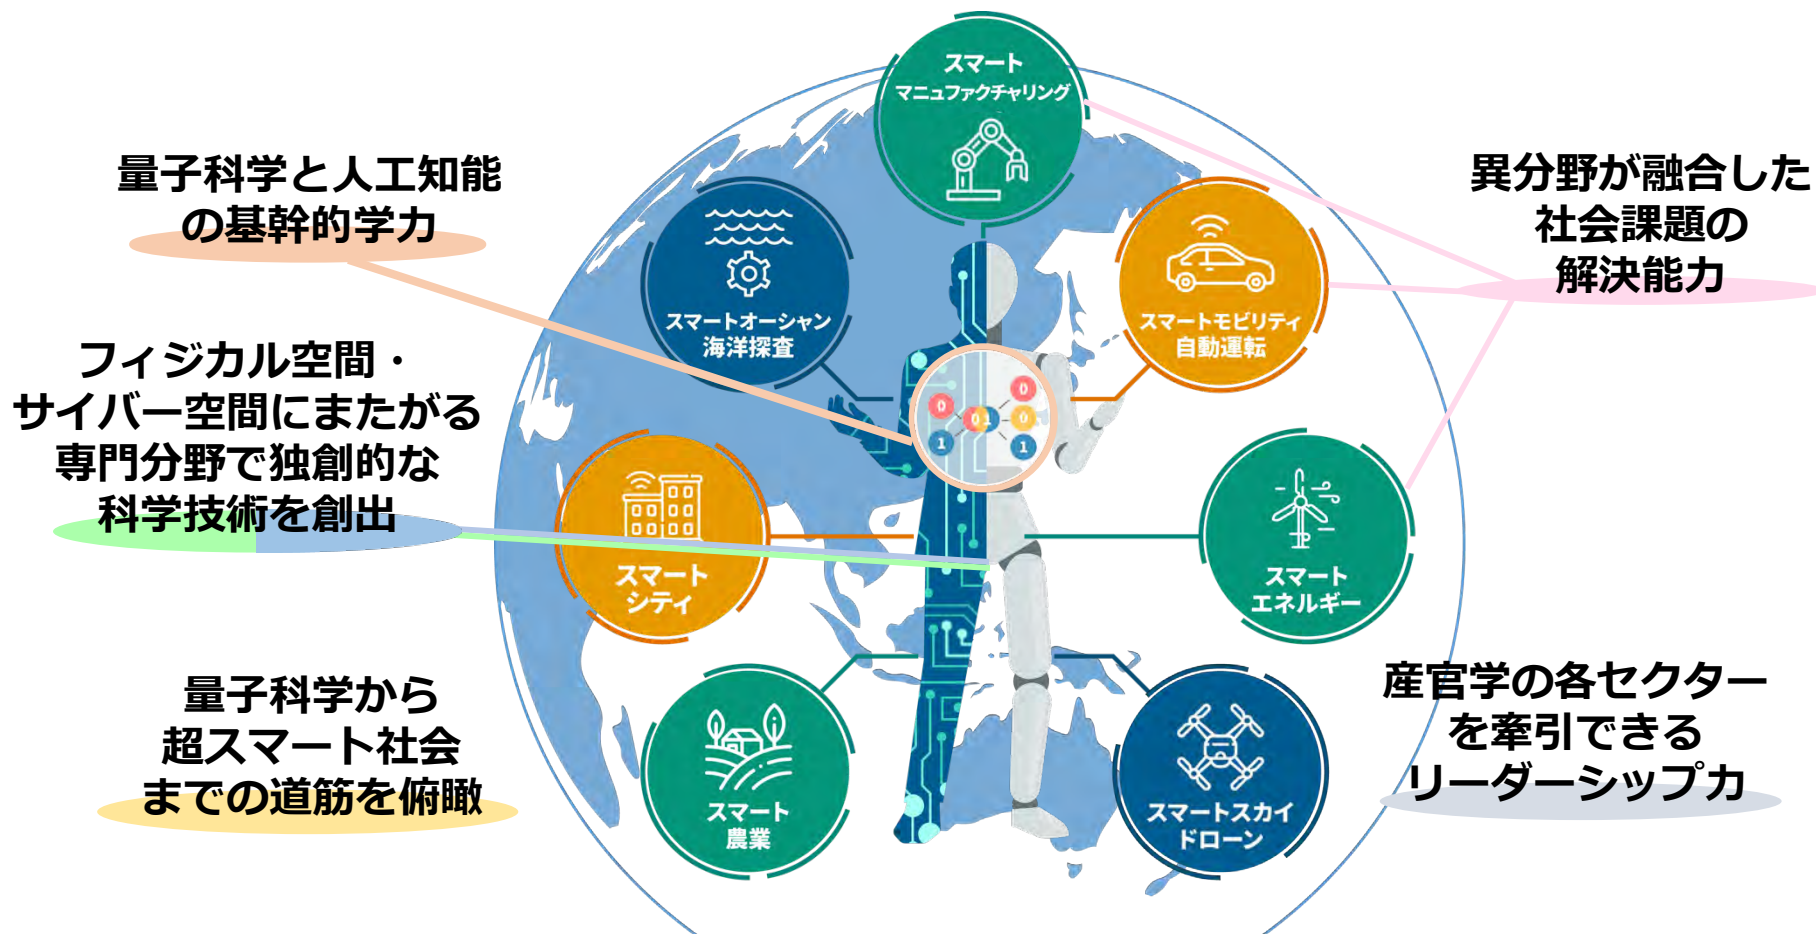 スマート
マニュファクチャリング
量子科学と人工知能
の基幹的学力
異分野が融合した
社会課題の
解決能力
スマートオーシャン
海洋探査
スマートモビリティ
自動運転
フィジカル空間・
サイバー空間にまたがる
専門分野で独創的な
科学技術を創出
0
1
0 1
0
0
1
スマート
シティ
スマート
エネルギー
量子科学から
超スマート社会
までの道筋を俯瞰
産官学の各セクター
を牽引できる
リーダーシップ力
スマート
農業
スマートスカイ
ドローン